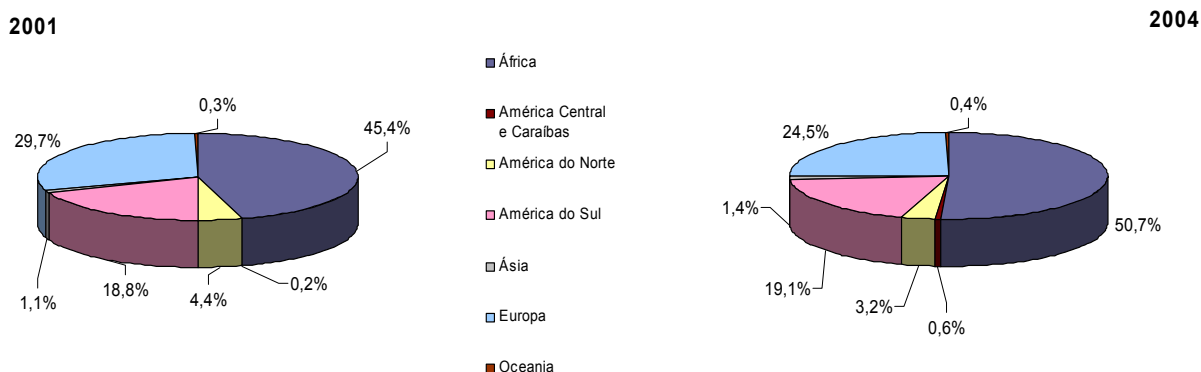 2001
0,3%
29,7%
45,4%
1,1%
18,8%
4,4%
0,2%
África
América Central
e Caraíbas
América do Norte
América do Sul
Ásia
Europa
Oceania
2004
0,4%
24,5%
1,4%
50,7%
19,1%
3,2%
0,6%